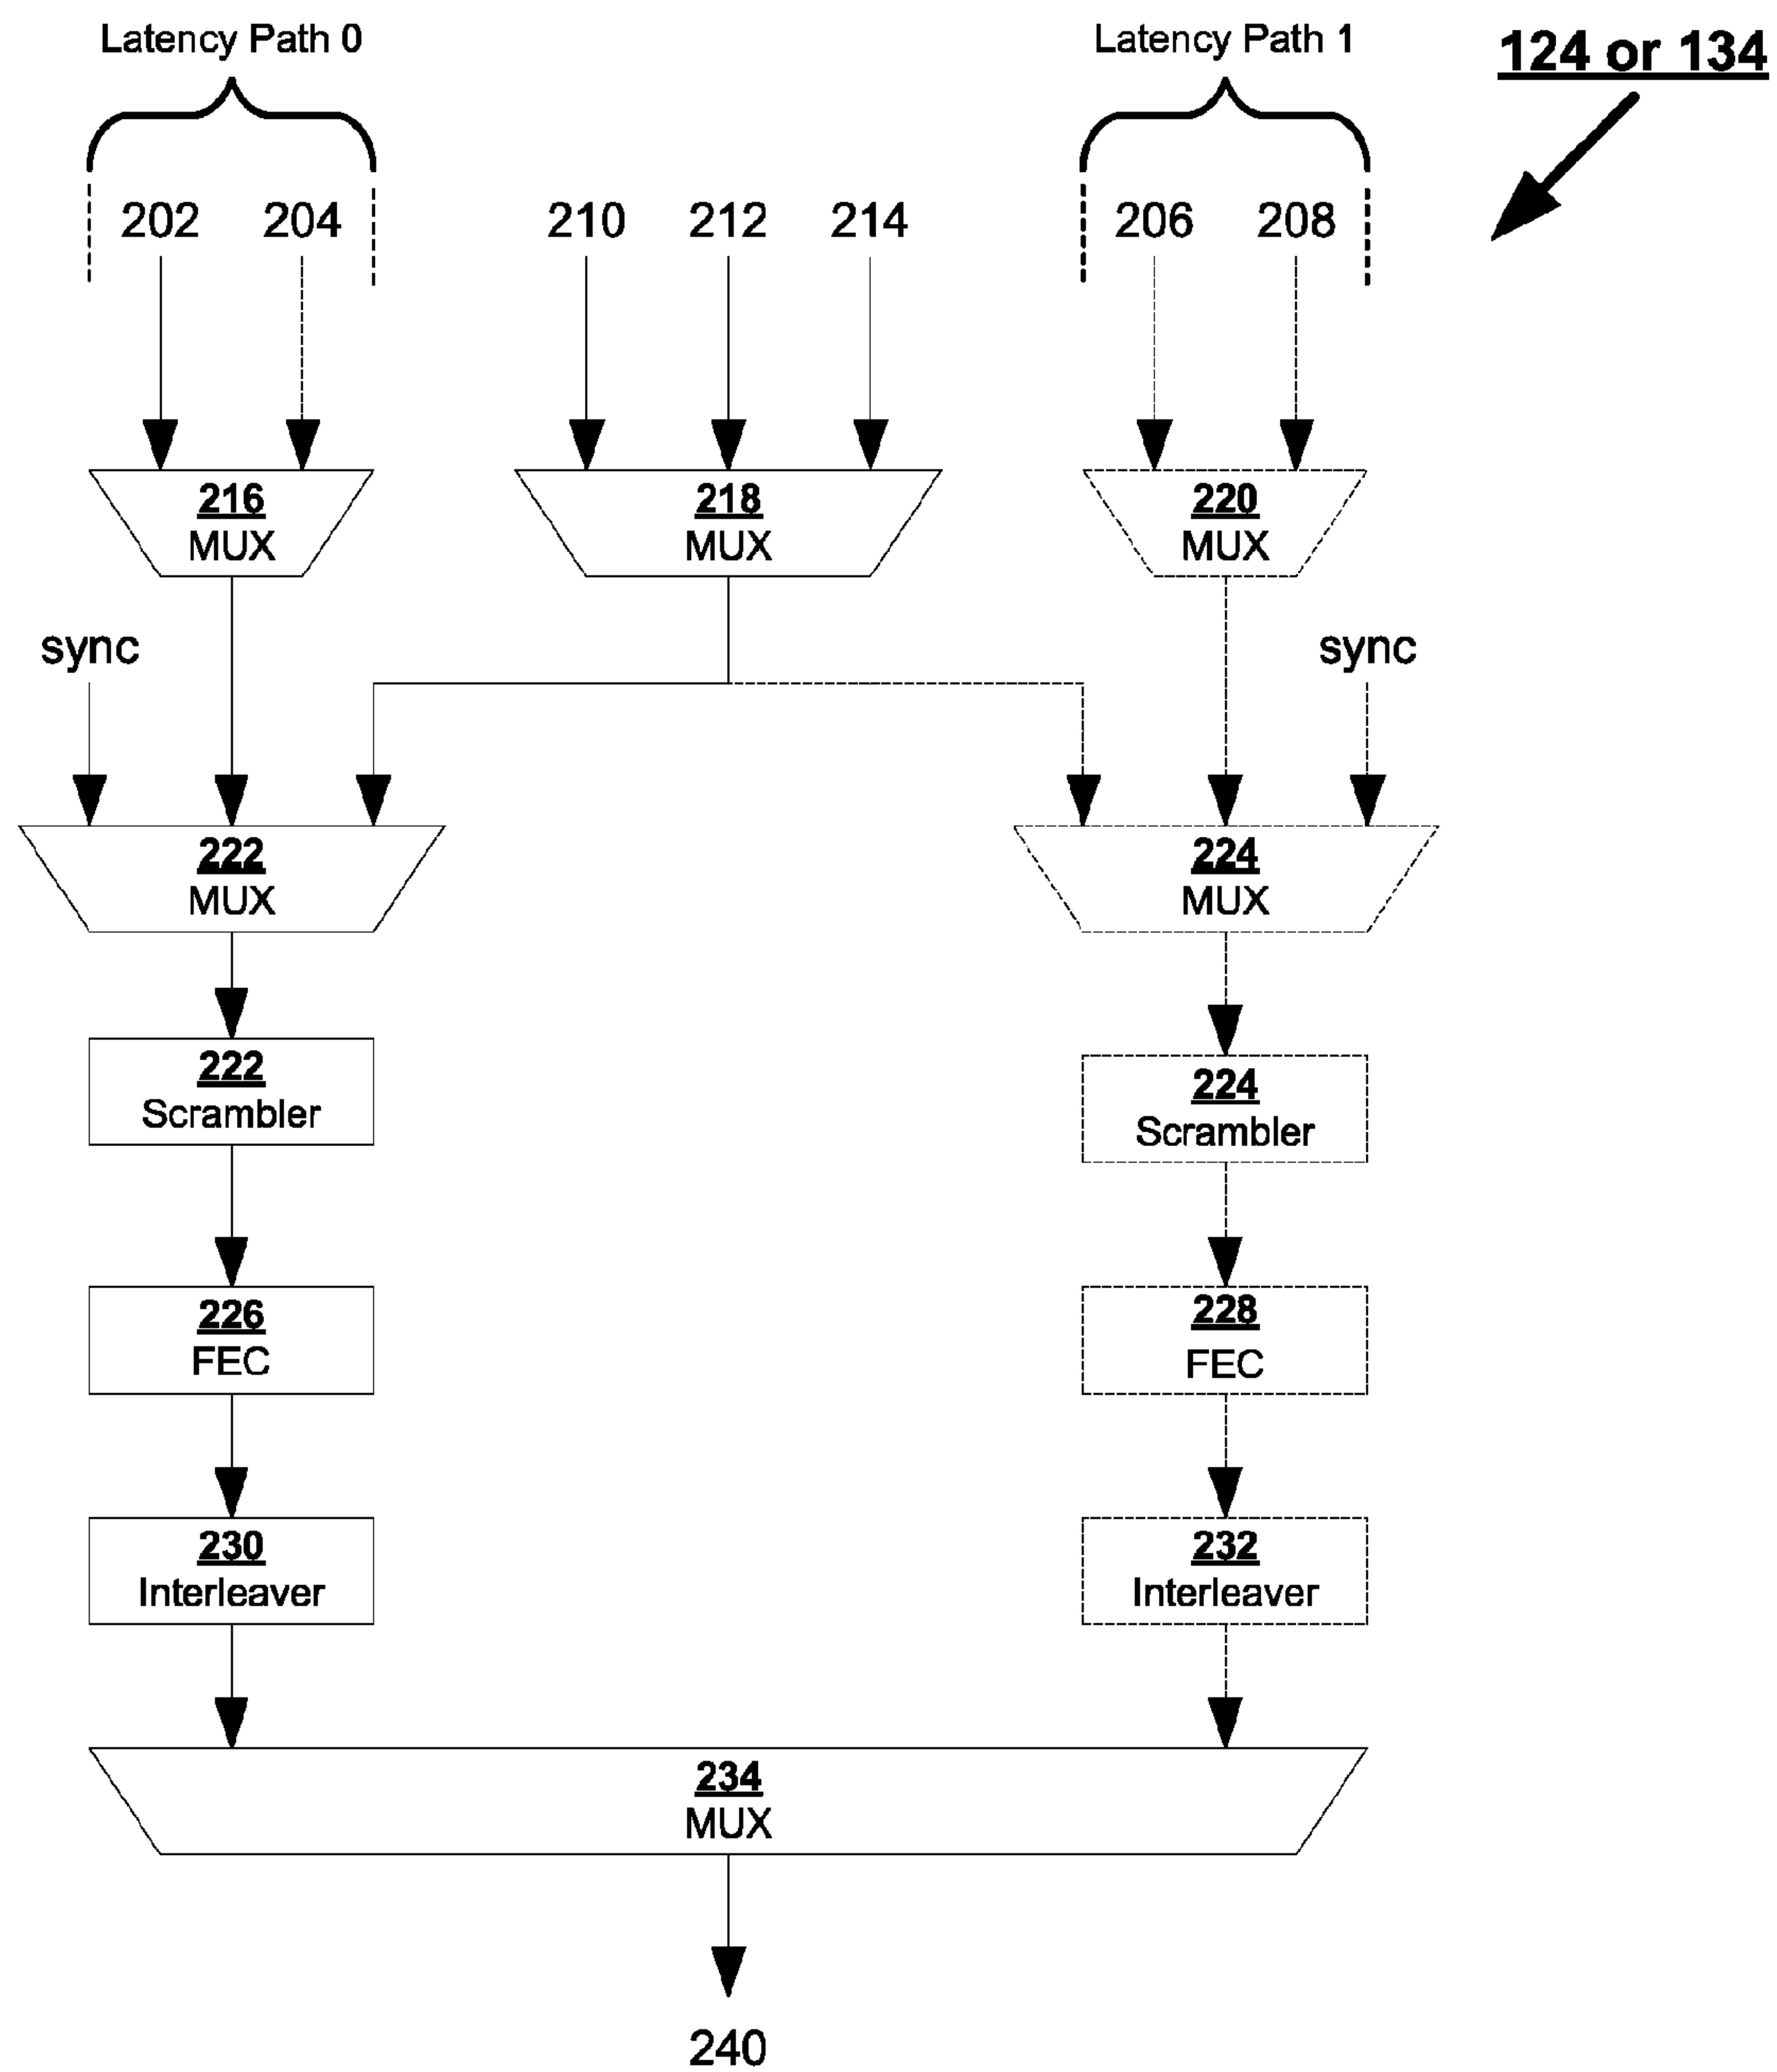 Latency Path 0
Latency Path 1
124 or 134
202
204
210
212
214
206
208
216
MUX
218
MUX
220
MUX
sync
sync
222
MUX
224
MUX
222
Scrambler
224
Scrambler
226
FEC
228
FEC
230
Interleaver
232
Interleaver
234
MUX
240